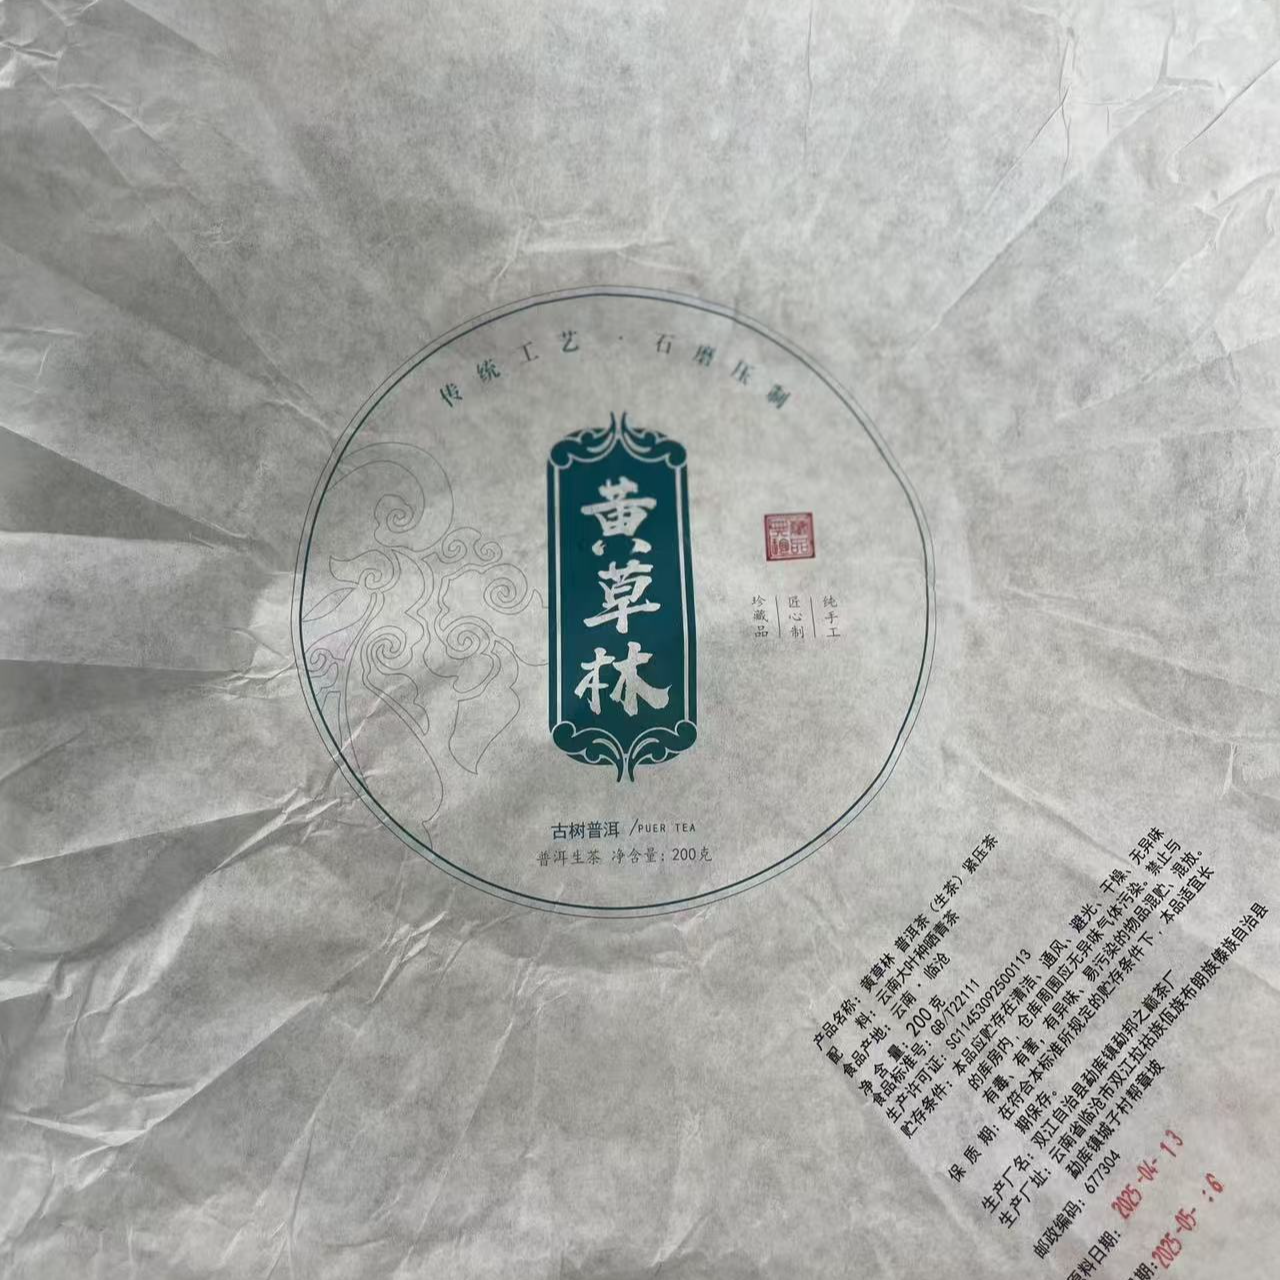 传统工艺·石磨压制
黄草林
纯手工
匠心制
珍藏品
古树普洱/PUER TEA
普洱生茶 净含量:200克
产品名称:黄草林 普洱茶(生茶)紧压茶
配 料:云南大叶种晒青茶
食品产地:云南·临沧
净 含 量:200 克
食品标准号:GB/T22111
生产许可证:SC11453092500113
贮存条件:本品应贮存在清洁、通风、避光、干燥、无异味
的库房内,仓库周围应无异味气体污染。禁止与
有毒、有害,有异味、易污染的物品混贮、混放。
保 质 期:在符合本标准所规定的贮存条件下,本品适宜长
期保存。
生产厂名:双江自治县勐库镇勐邦之巅茶厂
生产厂址:云南省临沧市双江拉祜族佤族布朗族傣族自治县
勐库镇城子村帮章坡
邮政编码:677304
料日期:2025-04-13
期:2025-05-